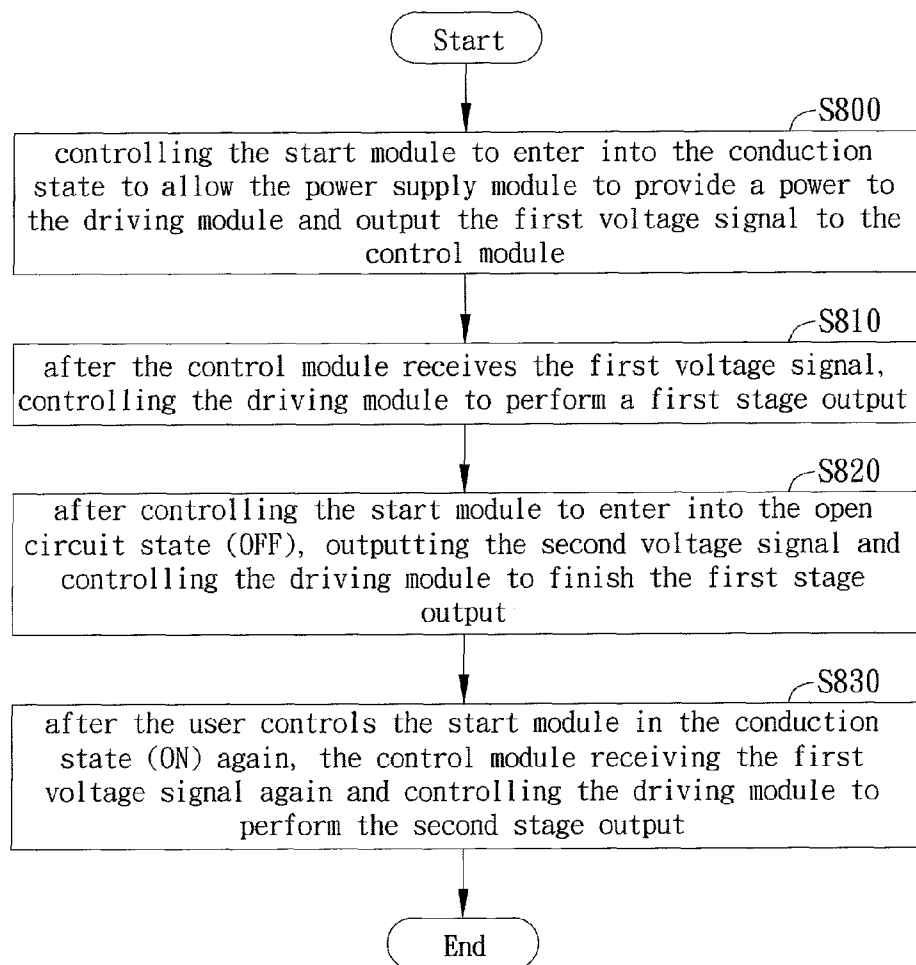 Start
S800
controlling the start module to enter into the conduction
state to allow the power supply module to provide a power to
the driving module and output the first voltage signal to the
control module
S810
after the control module receives the first voltage signal,
controlling the driving module to perform a first stage output
S820
after controlling the start module to enter into the open
circuit state (OFF), outputting the second voltage signal and
controlling the driving module to finish the first stage
output
S830
after the user controls the start module in the conduction
state (ON) again, the control module receiving the first
voltage signal again and controlling the driving module to
perform the second stage output
End